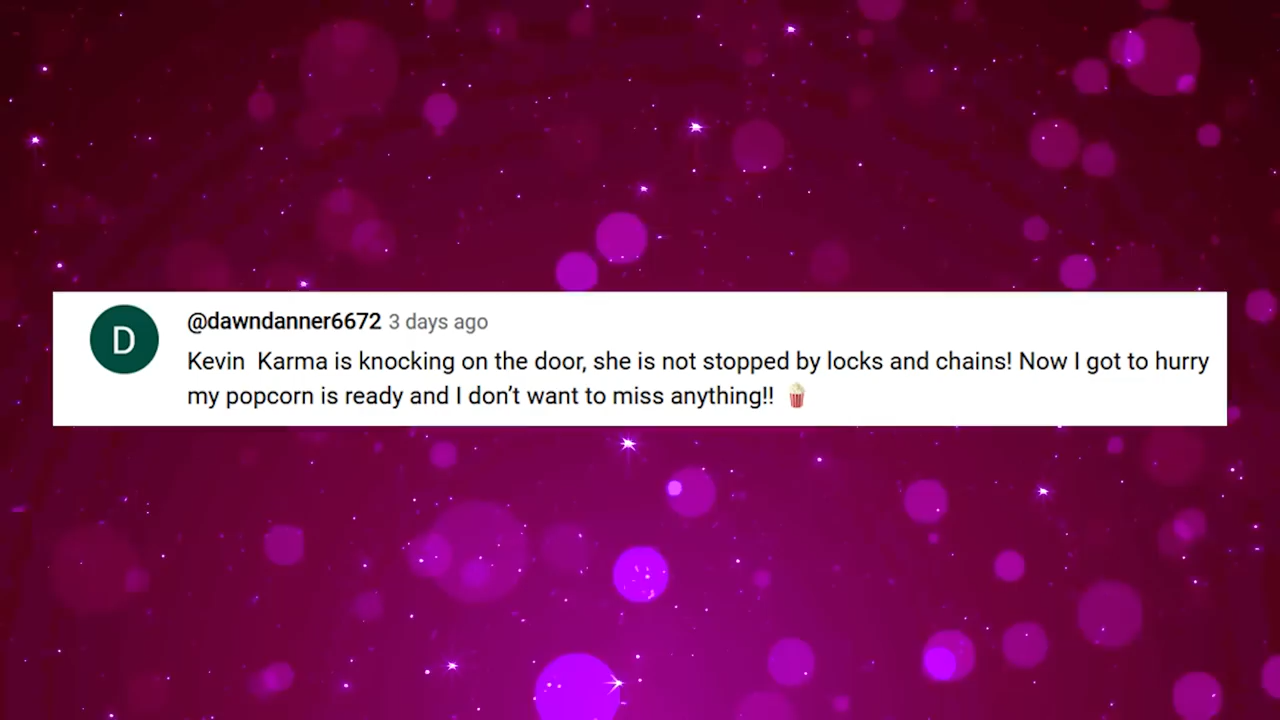 D
@dawndanner6672 3 days ago
Kevin  Karma is knocking on the door, she is not stopped by locks and chains! Now I got to hurry
my popcorn is ready and I don’t want to miss anything!! 🍿